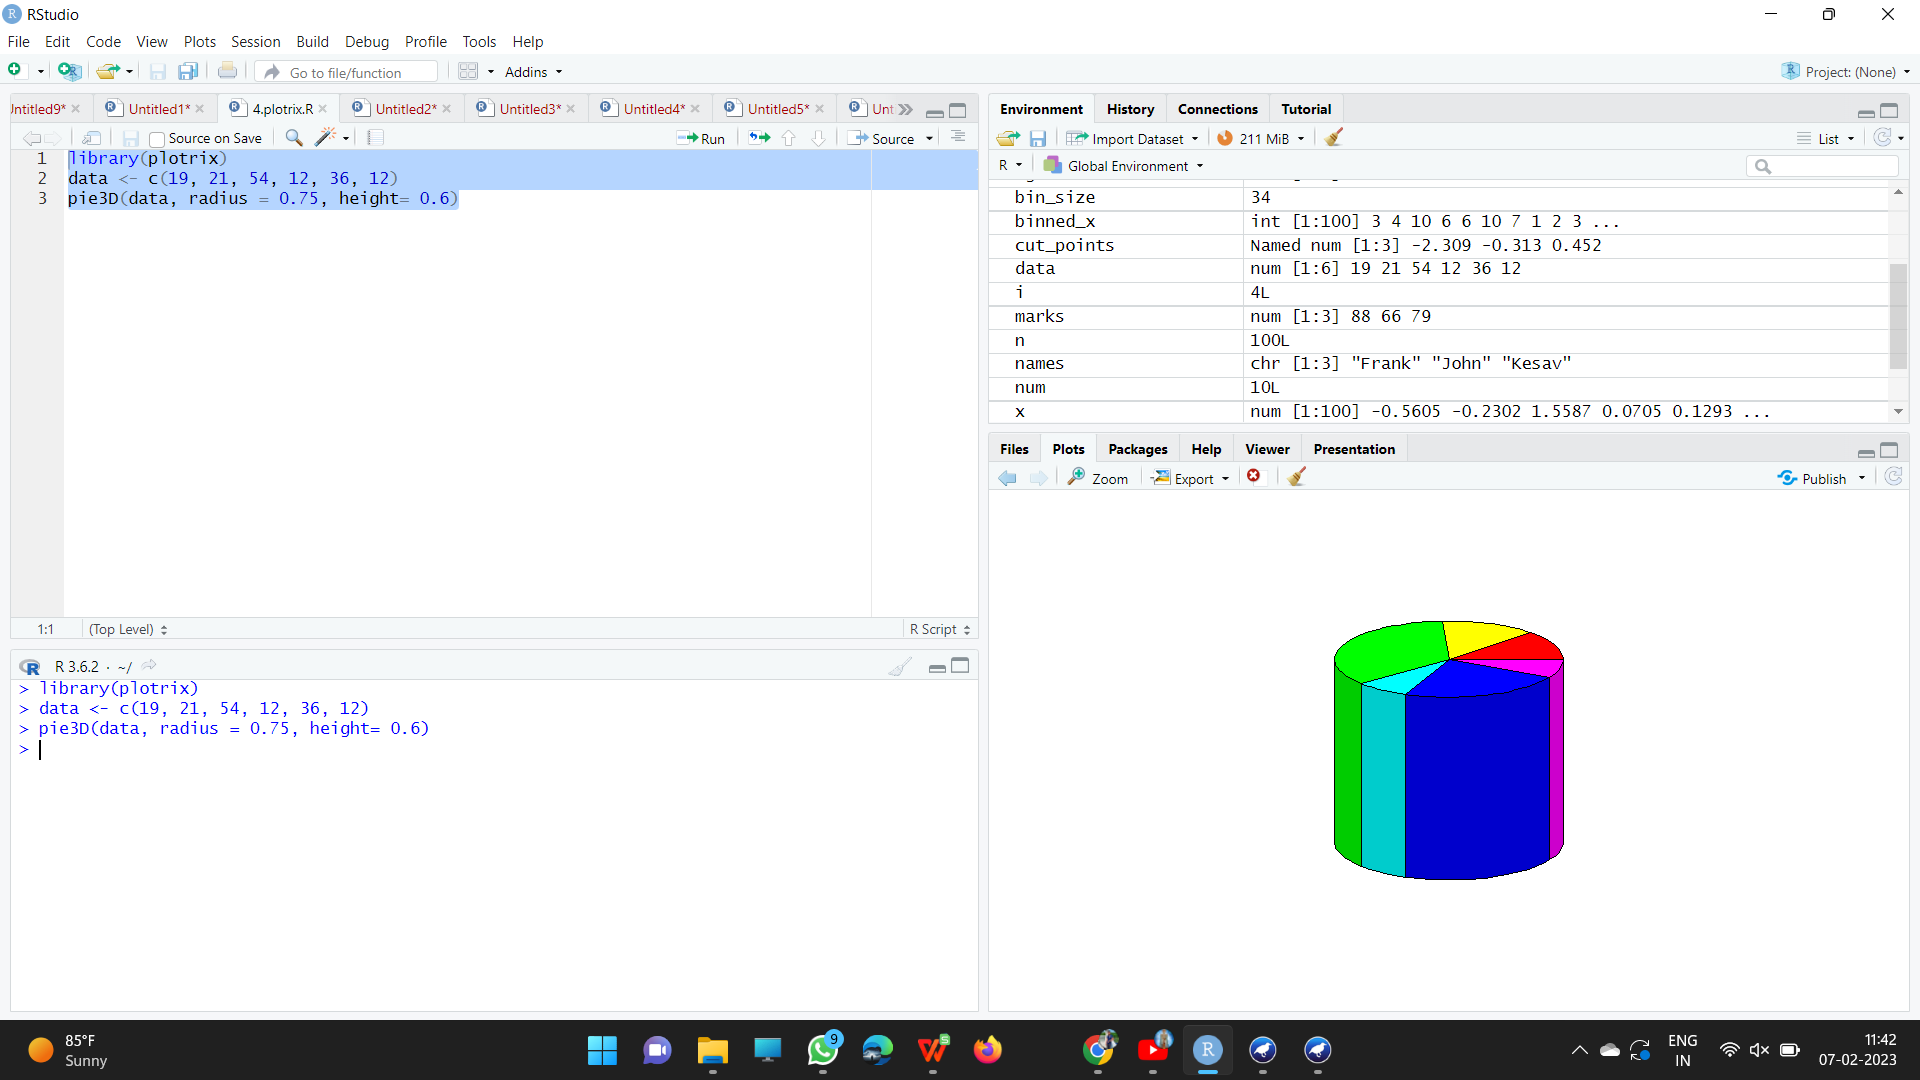 RStudio
File Edit Code View Plots Session Build Debug Profile Tools Help
Go to file/function Addins Project: (None)
Untitled9* Untitled1* 4.plotrix.R Untitled2* Untitled3* Untitled4* Untitled5* Unt
Source on Save Run Source
1 library(plotrix)
2 data <- c(19, 21, 54, 12, 36, 12)
3 pie3D(data, radius = 0.75, height= 0.6)
1:1 (Top Level) R Script
R 3.6.2 · ~/
> library(plotrix)
> data <- c(19, 21, 54, 12, 36, 12)
> pie3D(data, radius = 0.75, height= 0.6)
>
Environment History Connections Tutorial
Import Dataset 211 MiB List
R Global Environment
bin_size 34
binned_x int [1:100] 3 4 10 6 6 10 7 1 2 3 ...
cut_points Named num [1:3] -2.309 -0.313 0.452
data num [1:6] 19 21 54 12 36 12
i 4L
marks num [1:3] 88 66 79
n 100L
names chr [1:3] "Frank" "John" "Kesav"
num 10L
x num [1:100] -0.5605 -0.2302 1.5587 0.0705 0.1293 ...
Files Plots Packages Help Viewer Presentation
Zoom Export Publish
85°F
Sunny
9
ENG
IN
11:42
07-02-2023